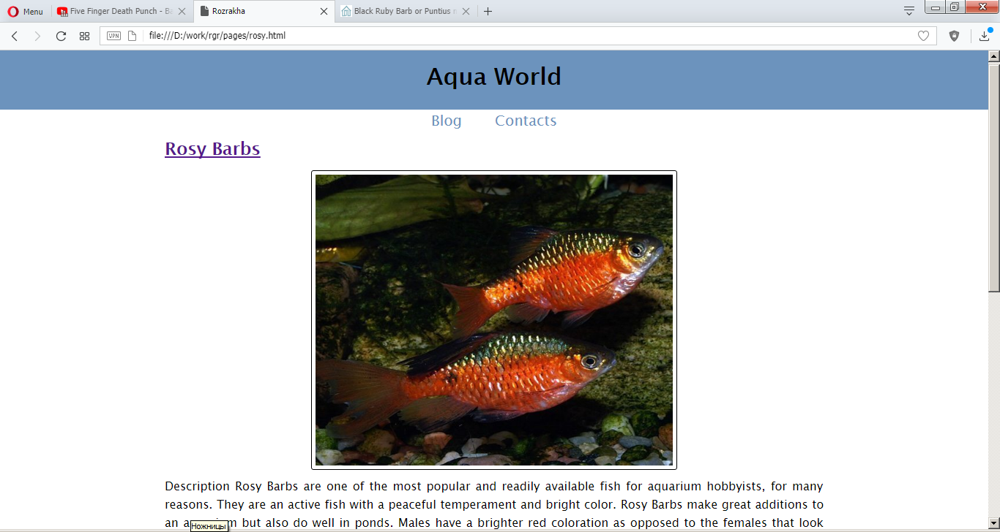 Menu
Five Finger Death Punch - Ba
Rozrakha
Black Ruby Barb or Puntius n
VPN
file:///D:/work/rgr/pages/rosy.html
Aqua World
Blog Contacts
Rosy Barbs
Description Rosy Barbs are one of the most popular and readily available fish for aquarium hobbyists, for many
reasons. They are an active fish with a peaceful temperament and bright color. Rosy Barbs make great additions to
an a m but also do well in ponds. Males have a brighter red coloration as opposed to the females that look
Ножницы